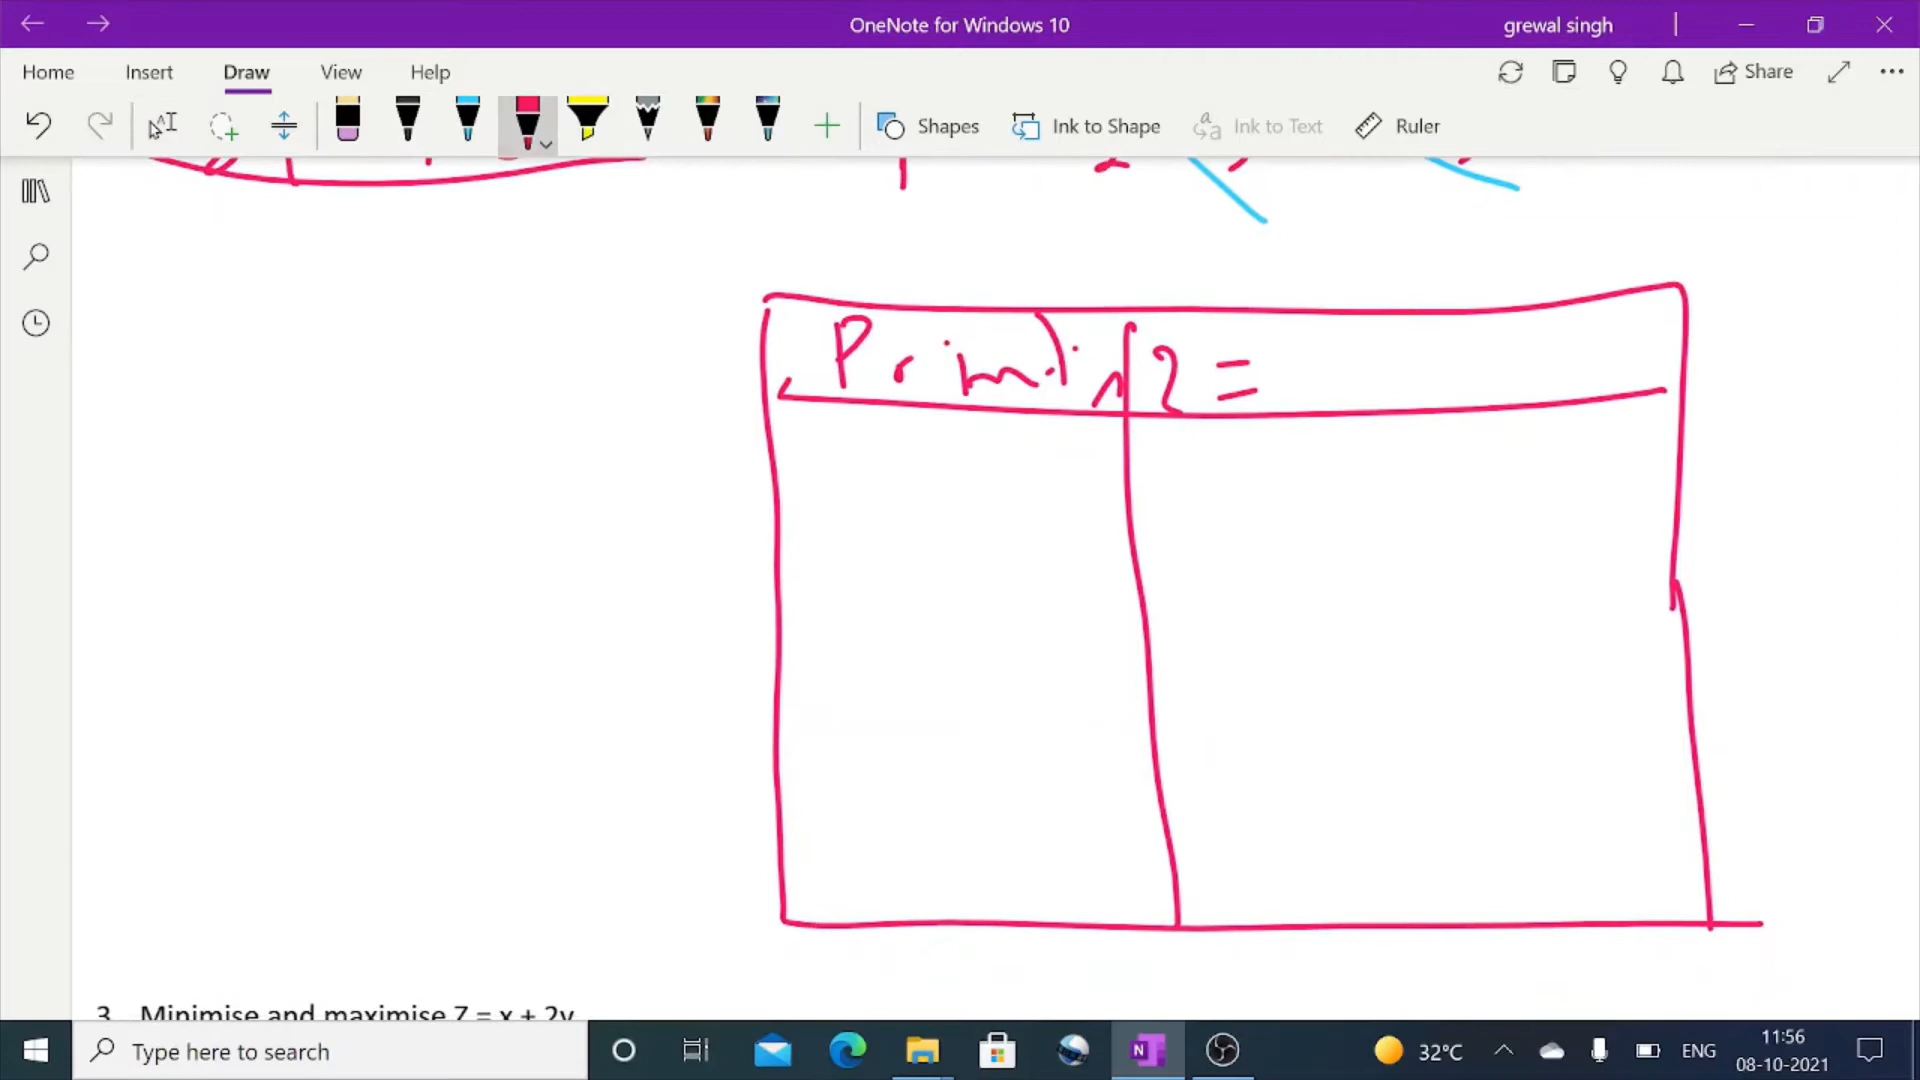 OneNote for Windows 10
grewal singh
Home Insert Draw View Help
Share
Shapes Ink to Shape Ink to Text Ruler
2 =
3. Minimise and maximise Z = x + 2y
Type here to search
32°C
ENG
11:56
08-10-2021